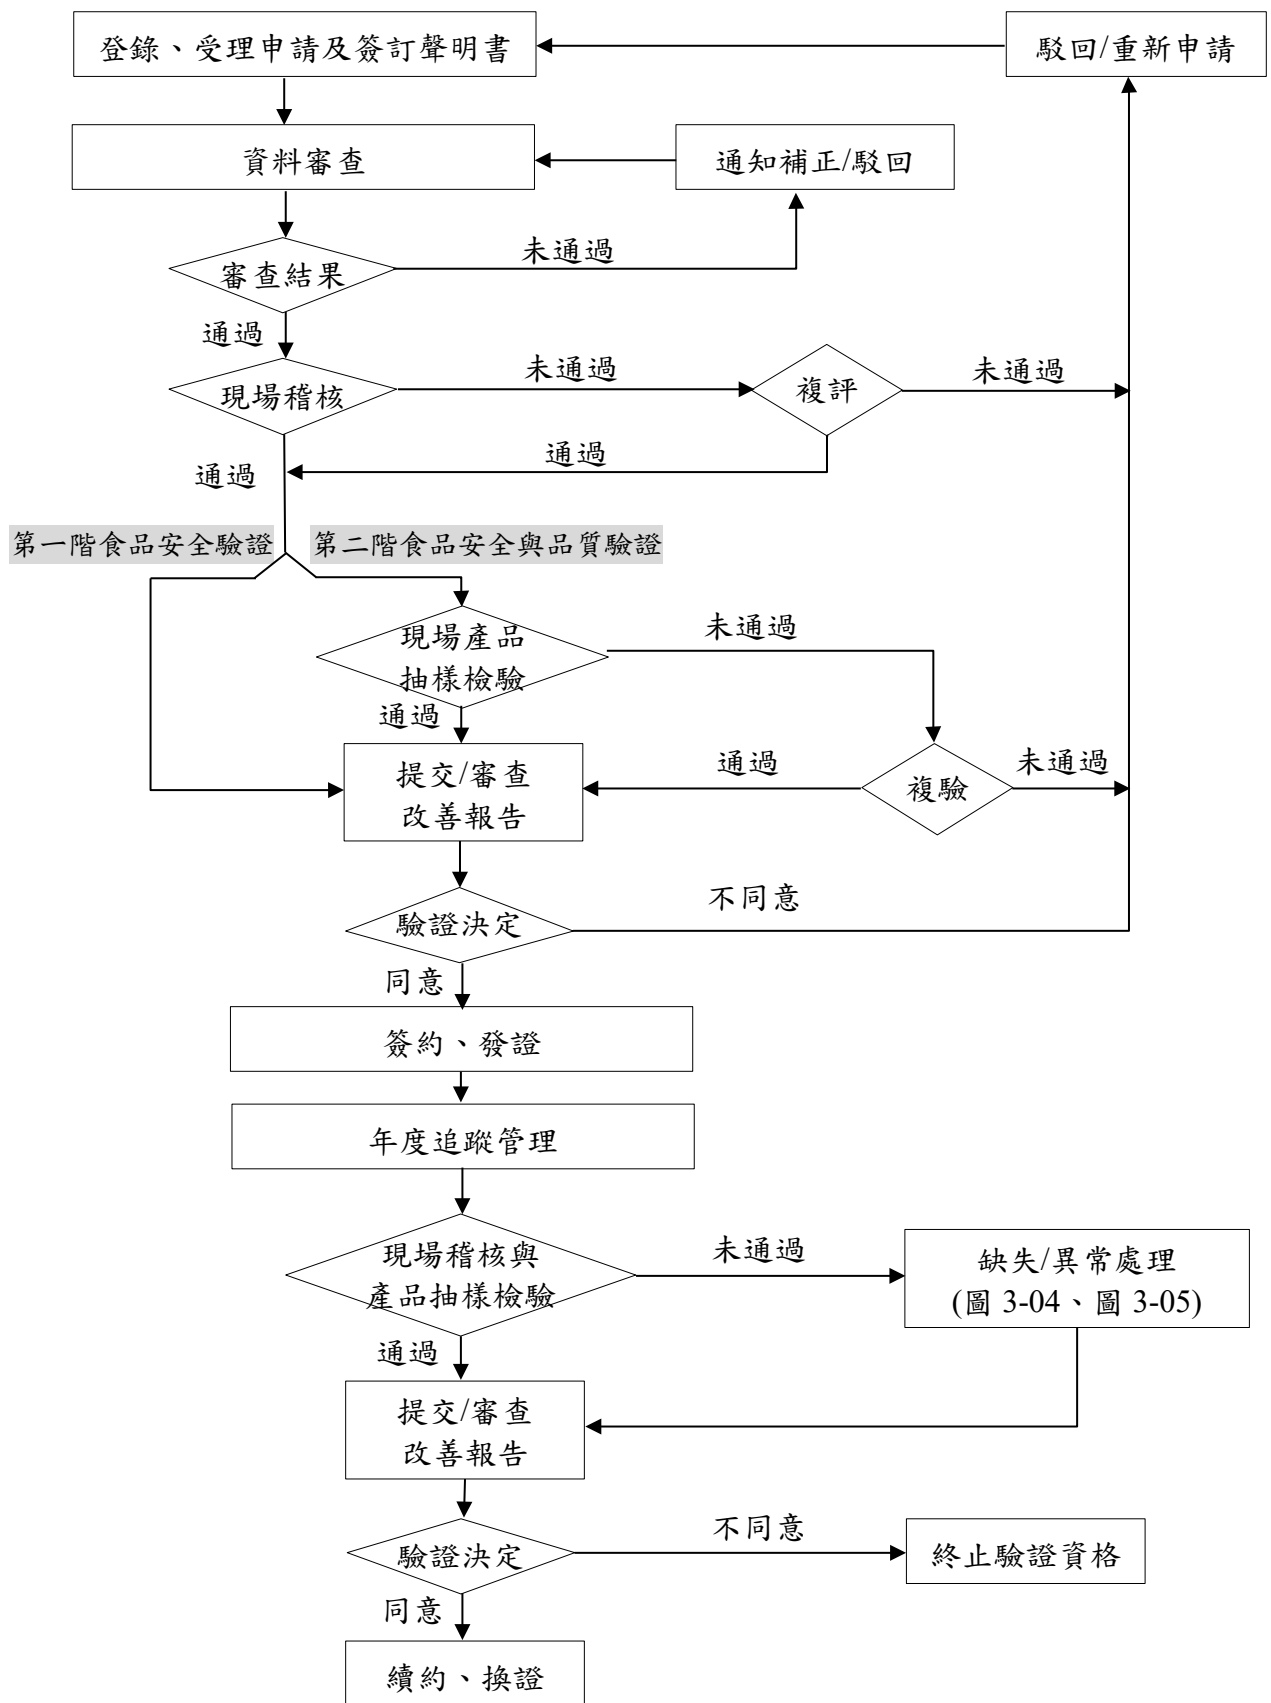 登錄、受理申請及簽訂聲明書
駁回/重新申請
資料審查
通知補正/駁回
審查結果
未通過
通過
現場稽核
未通過
複評
未通過
通過
通過
第一階食品安全驗證
第二階食品安全與品質驗證
現場產品
抽樣檢驗
未通過
通過
提交/審查
改善報告
通過
複驗
未通過
驗證決定
不同意
同意
簽約、發證
年度追蹤管理
現場稽核與
產品抽樣檢驗
未通過
缺失/異常處理
(圖 3-04、圖 3-05)
通過
提交/審查
改善報告
驗證決定
不同意
終止驗證資格
同意
續約、換證